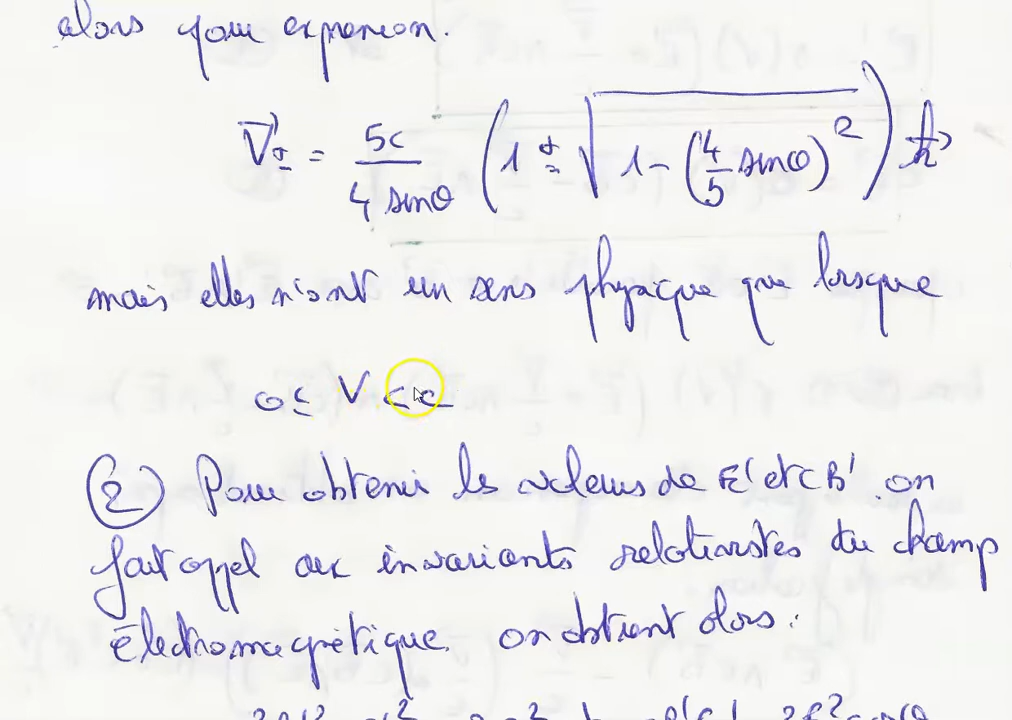 alors pour expression.
V⃗± = 5c / 4 sinθ (1 ± √(1 - (4/5 sinθ)²)) k⃗
mais elles n'ont un sens physique que lorsque
0 ≤ V < c
② Pour obtenir les valeurs de E' et cB' on
fait appel aux invariants relativistes du champ
électromagnétique. on obtient alors :